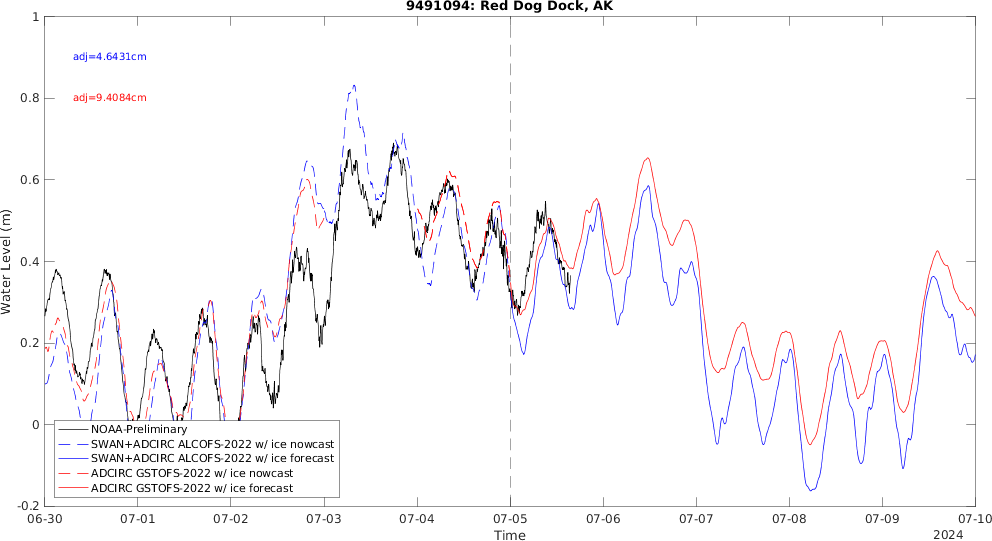 9491094: Red Dog Dock, AK
adj=4.6431cm
adj=9.4084cm
Water Level (m)
1
0.8
0.6
0.4
0.2
0
-0.2
NOAA-Preliminary
SWAN+ADCIRC ALCOFS-2022 w/ ice nowcast
SWAN+ADCIRC ALCOFS-2022 w/ ice forecast
ADCIRC GSTOFS-2022 w/ ice nowcast
ADCIRC GSTOFS-2022 w/ ice forecast
06-30 07-01 07-02 07-03 07-04 07-05 07-06 07-07 07-08 07-09 07-10
Time
2024